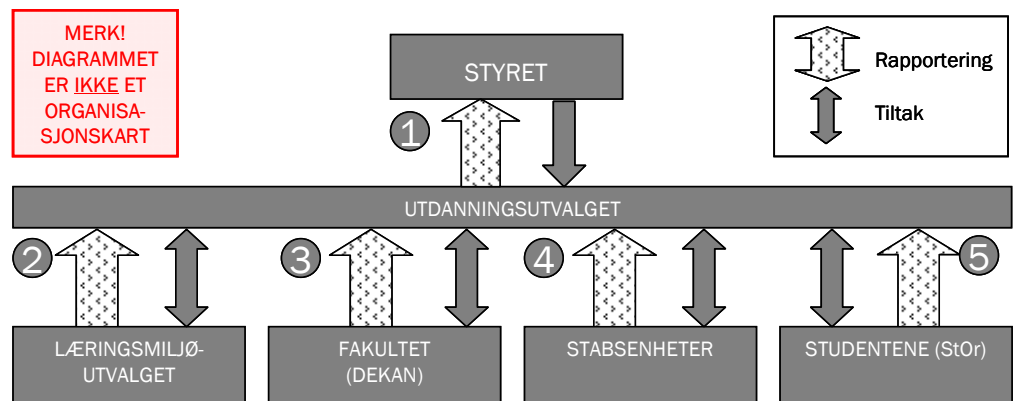 MERK!
DIAGRAMMET
ER IKKE ET
ORGANISA-
SJONSKART
STYRET
Rapportering
Tiltak
1
UTDANNINGSUTVALGET
2
3
4
5
LÆRINGSMILJØ-
UTVALGET
FAKULTET
(DEKAN)
STABSENHETER
STUDENTENE (StOr)